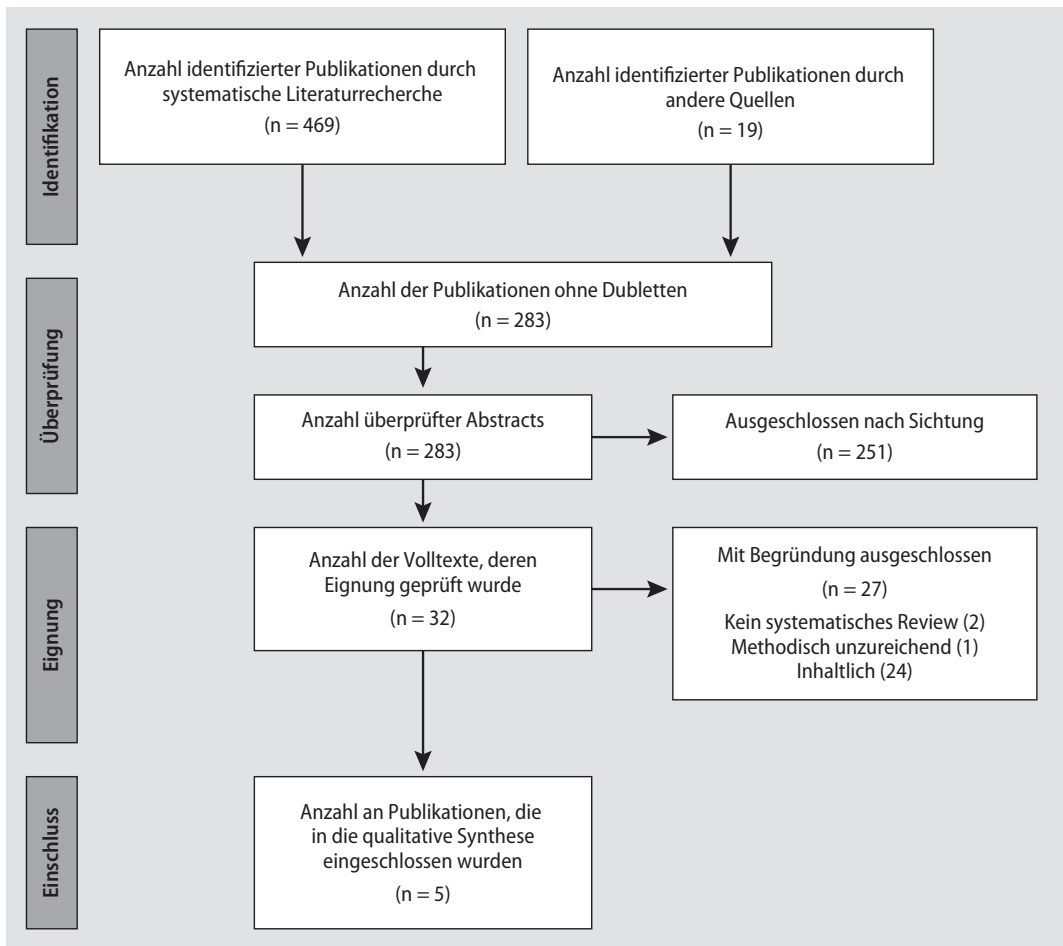 Identifikation
Anzahl identifizierter Publikationen durch
systematische Literaturrecherche
(n = 469)
Anzahl identifizierter Publikationen durch
andere Quellen
(n = 19)
Überprüfung
Anzahl der Publikationen ohne Dubletten
(n = 283)
Anzahl überprüfter Abstracts
(n = 283)
Ausgeschlossen nach Sichtung
(n = 251)
Eignung
Anzahl der Volltexte, deren
Eignung geprüft wurde
(n = 32)
Mit Begründung ausgeschlossen
(n = 27)
Kein systematisches Review (2)
Methodisch unzureichend (1)
Inhaltlich (24)
Einschluss
Anzahl an Publikationen, die
in die qualitative Synthese
eingeschlossen wurden
(n = 5)